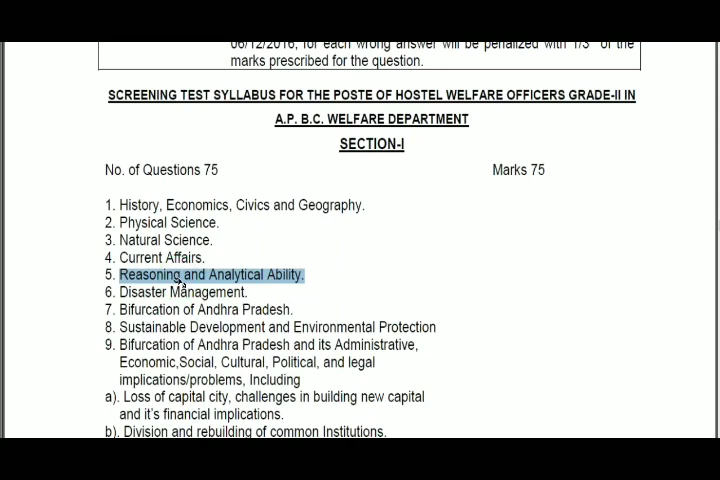 06/12/2016, for each wrong answer will be penalized with 1/3 of the
marks prescribed for the question.
SCREENING TEST SYLLABUS FOR THE POSTE OF HOSTEL WELFARE OFFICERS GRADE-II IN
A.P. B.C. WELFARE DEPARTMENT
SECTION-I
No. of Questions 75 Marks 75
1. History, Economics, Civics and Geography.
2. Physical Science.
3. Natural Science.
4. Current Affairs.
5. Reasoning and Analytical Ability.
6. Disaster Management.
7. Bifurcation of Andhra Pradesh.
8. Sustainable Development and Environmental Protection
9. Bifurcation of Andhra Pradesh and its Administrative,
Economic,Social, Cultural, Political, and legal
implications/problems, Including
a). Loss of capital city, challenges in building new capital
and it's financial implications.
b). Division and rebuilding of common Institutions.